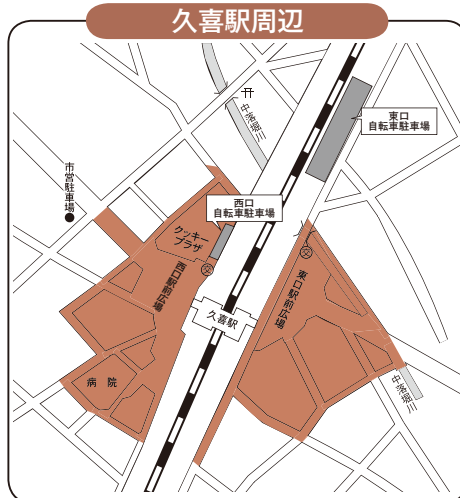 久喜駅周辺
中落堀川
東口
自転車駐車場
市営駐車場
西口
自転車駐車場
クッキー
プラザ
交
交
西口駅前広場
東口駅前広場
久喜駅
病院
中落堀川